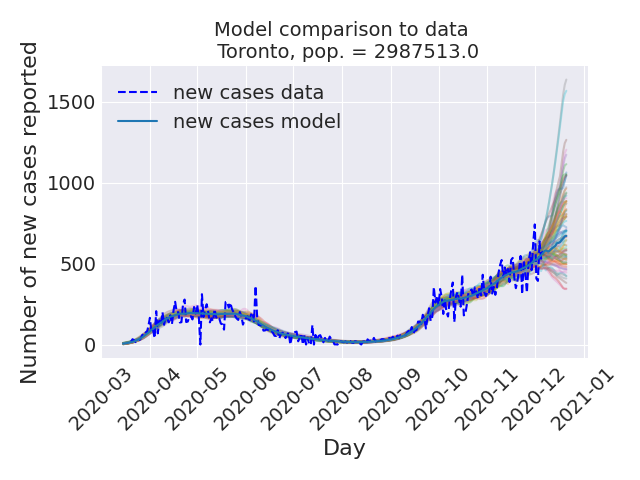 Model comparison to data
Toronto, pop. = 2987513.0
Number of new cases reported
1500
1000
500
0
new cases data
new cases model
2020-03
2020-04
2020-05
2020-06
2020-07
2020-08
2020-09
2020-10
2020-11
2020-12
2021-01
Day